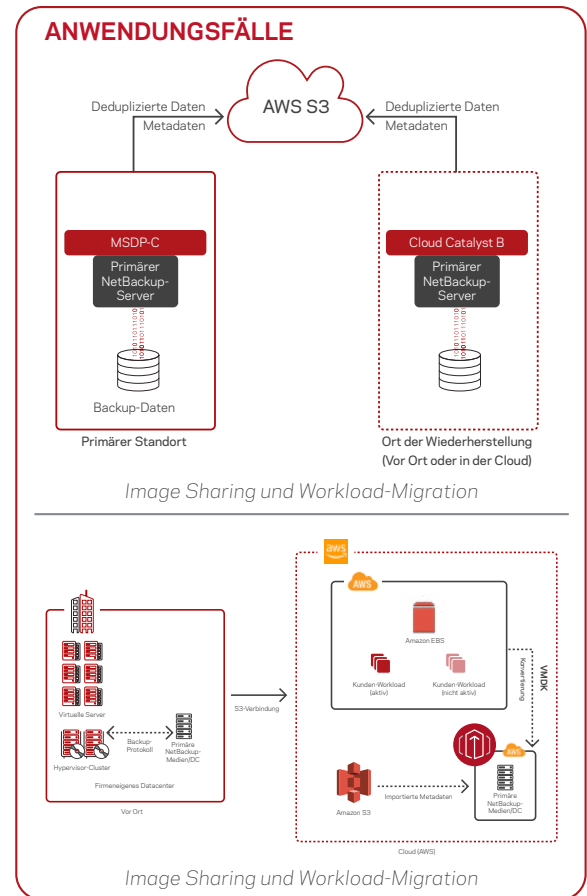 ANWENDUNGSFÄLLE
AWS S3
Deduplizierte Daten
Metadaten
Deduplizierte Daten
Metadaten
MSDP-C
Primärer
NetBackup-
Server
Backup-Daten
Primärer Standort
Cloud Catalyst B
Primärer
NetBackup-
Server
Ort der Wiederherstellung
(Vor Ort oder in der Cloud)
Image Sharing und Workload-Migration
Virtuelle Server
Hypervisor-Cluster
Backup-
Protokoll
Primäre
NetBackup-
Medien/DC
Firmeneigenes Datacenter
Vor Ort
S3-Verbindung
aws
AWS
Amazon EBS
Kunden-Workload
(aktiv)
Kunden-Workload
(nicht aktiv)
VMDK
Konvertierung
AWS
Primäre
NetBackup-
Medien/DC
Importierte Metadaten
Amazon S3
Cloud (AWS)
Image Sharing und Workload-Migration